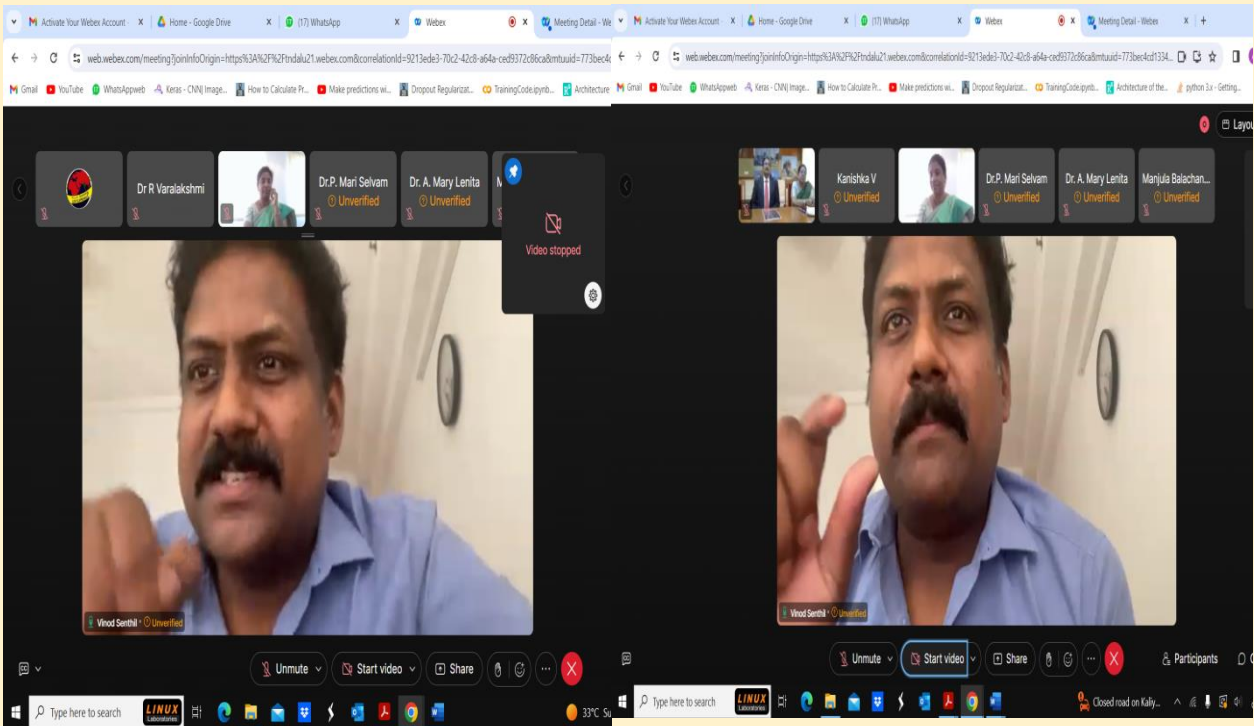 Activate Your Webex Account - X
Home - Google Drive X
(17) WhatsApp X
Webex X
Meeting Detail - We
web.webex.com/meeting?joinInfoOrigin=https%3A%2F%2Ftndalu21.webex.com&correlationId=9213ede3-70c2-42c8-a64a-ced9372c86ca&mtuuid=773bec4c
Gmail YouTube WhatsAppweb Keras - CNN) Image... How to Calculate Pr... Make predictions wi... Dropout Regularizat... TrainingCode.ipynb... Architecture
Dr R Varalakshmi
Dr.P. Mari Selvam
Unverified
Dr. A. Mary Lenita
Unverified
M
Video stopped
Vinod Senthil • Unverified
Unmute Start video Share
Type here to search
LINUX
Laboratories
33°C Su
Activate Your Webex Account - X
Home - Google Drive X
(17) WhatsApp X
Webex X
Meeting Detail - Webex X +
web.webex.com/meeting?joinInfoOrigin=https%3A%2F%2Ftndalu21.webex.com&correlationId=9213ede3-70c2-42c8-a64a-ced9372c86ca&mtuuid=773bec4cd1334...
Gmail YouTube WhatsAppweb Keras - CNN) Image... How to Calculate Pr... Make predictions wi... Dropout Regularizat... TrainingCode.ipynb... Architecture of the... python 3.x - Getting...
Layou
Kanishka V
Unverified
Dr.P. Mari Selvam
Unverified
Dr. A. Mary Lenita
Unverified
Manjula Balachan...
Unverified
Vinod Senthil • Unverified
Unmute Start video Share
Participants
Type here to search
LINUX
Laboratories
Closed road on Kaliy...